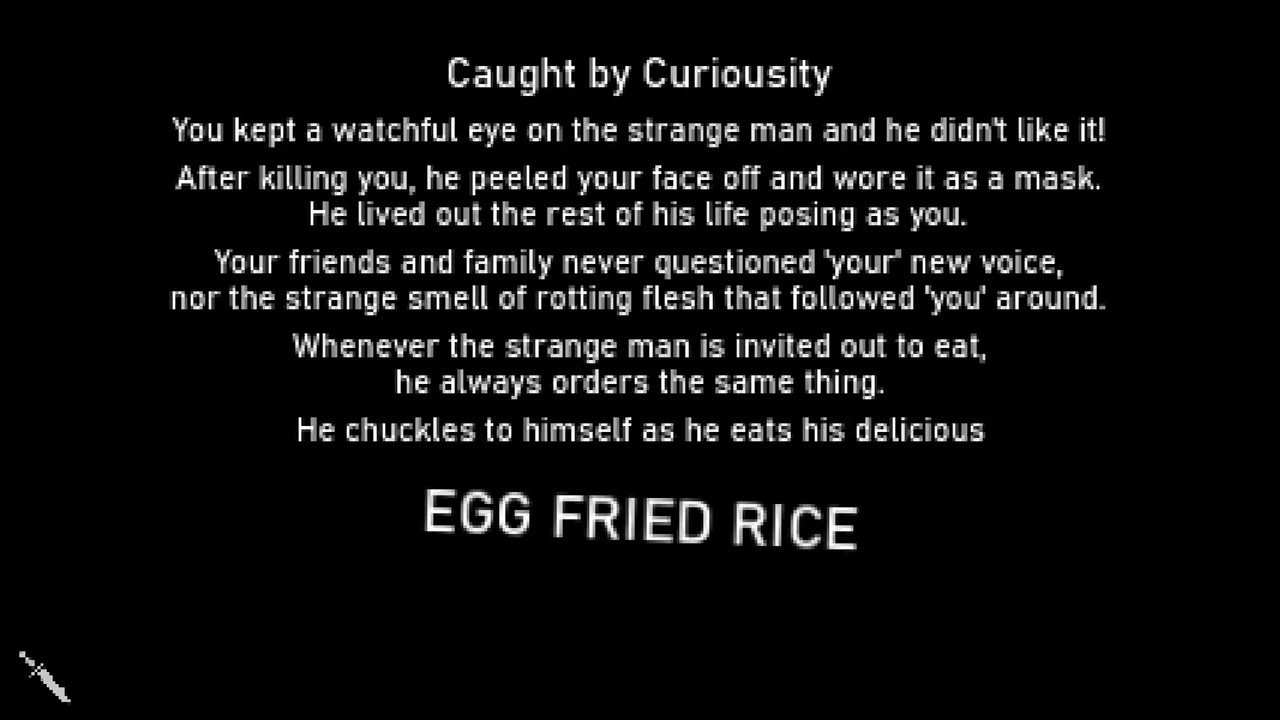 Caught by Curiousity
You kept a watchful eye on the strange man and he didn't like it!
After killing you, he peeled your face off and wore it as a mask.
He lived out the rest of his life posing as you.
Your friends and family never questioned 'your' new voice,
nor the strange smell of rotting flesh that followed 'you' around.
Whenever the strange man is invited out to eat,
he always orders the same thing.
He chuckles to himself as he eats his delicious
EGG FRIED RICE